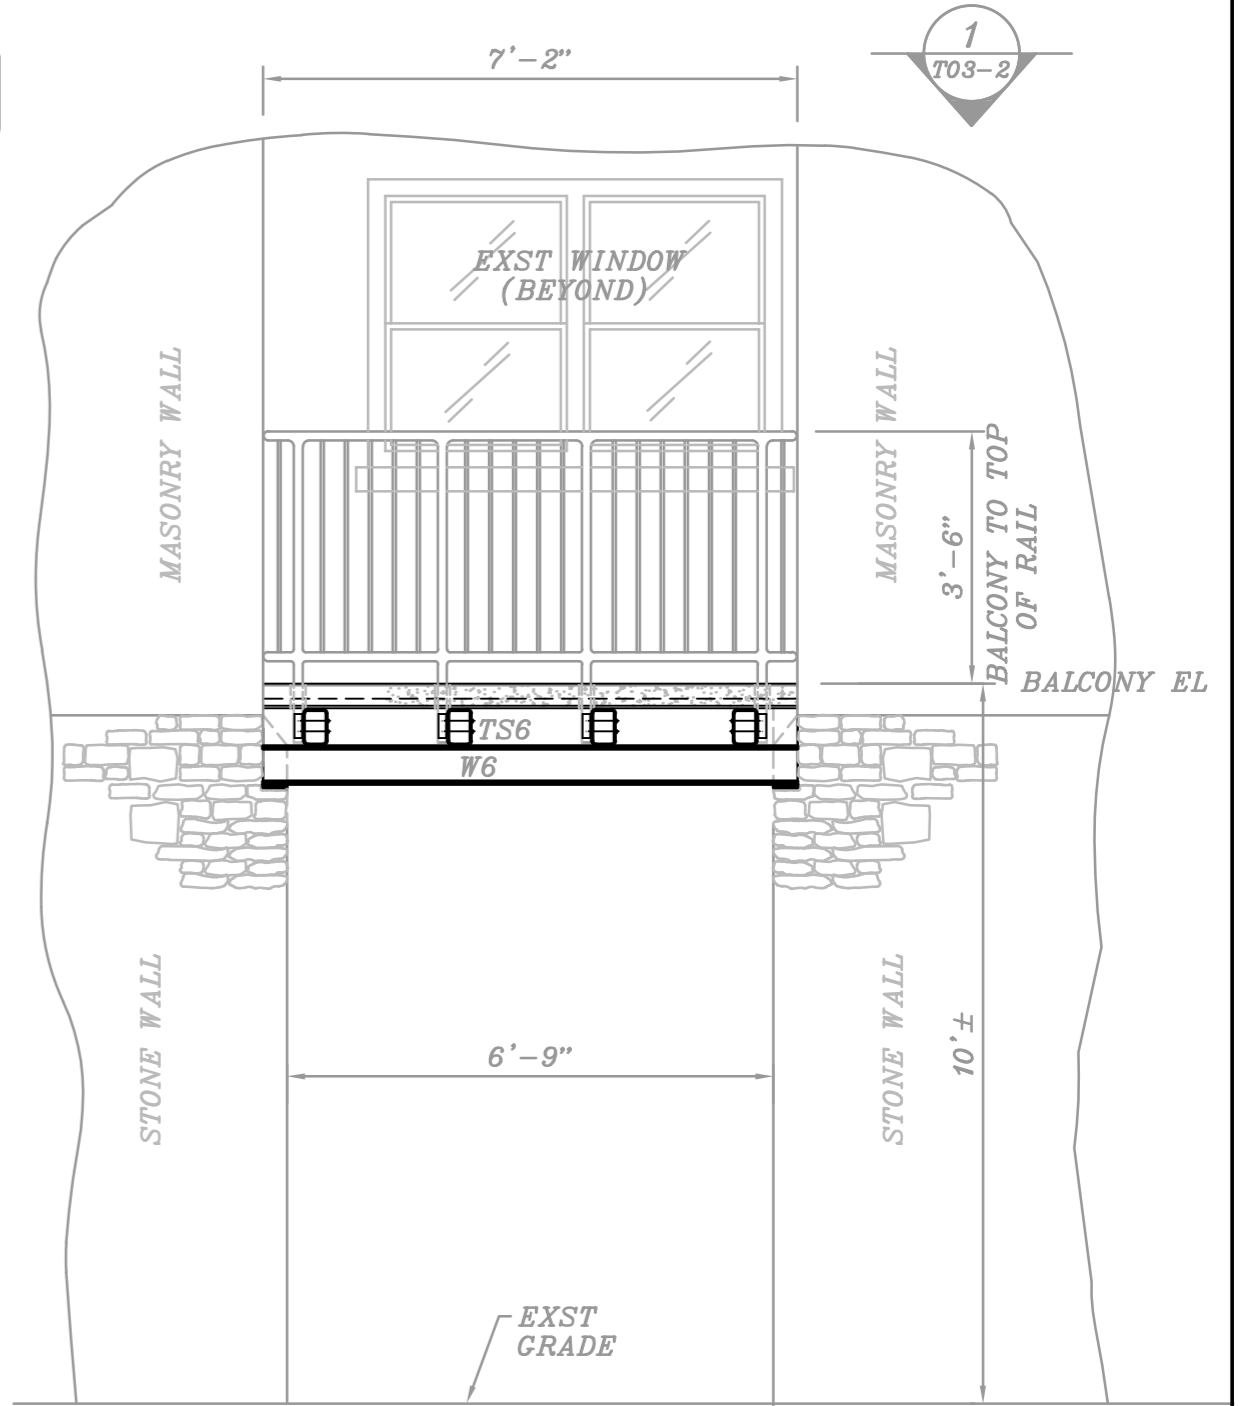 7'-2"
1
T03-2
EXST WINDOW
(BEYOND)
MASONRY WALL
MASONRY WALL
3'-6"
BALCONY TO TOP
OF RAIL
BALCONY EL
TS6
W6
STONE WALL
STONE WALL
10'±
6'-9"
EXST
GRADE